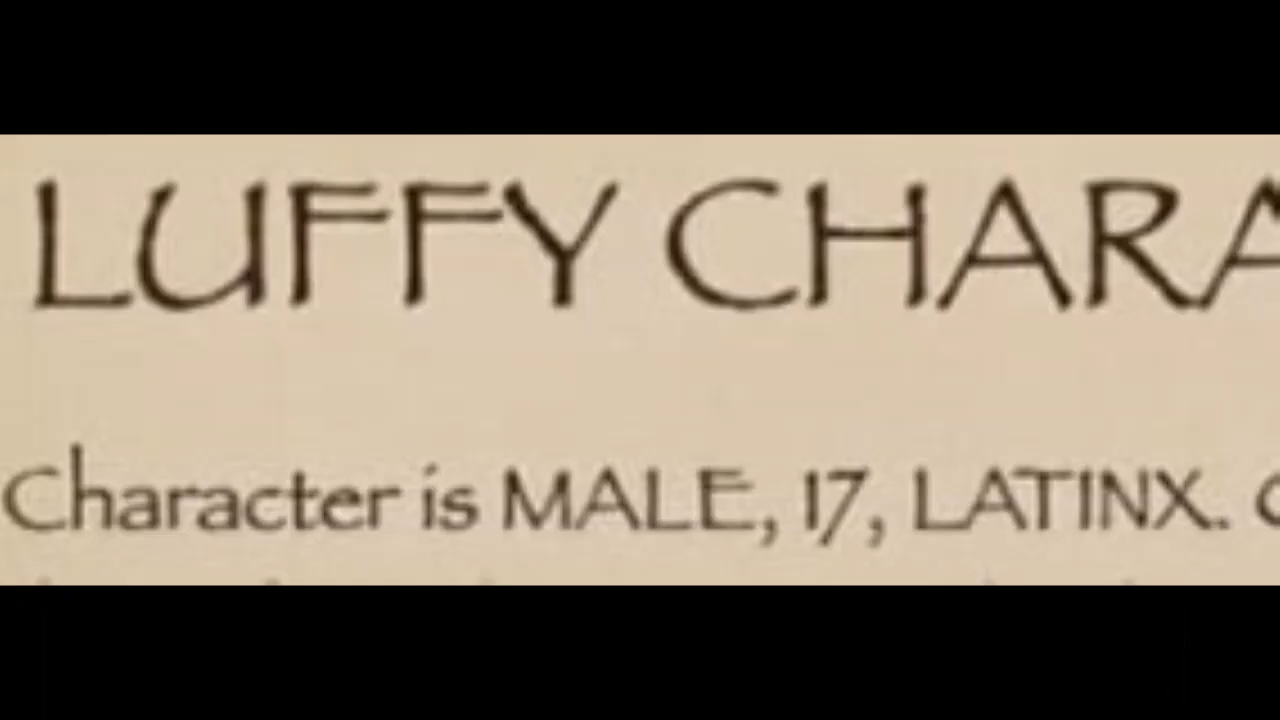 LUFFY CHARA
Character is MALE, 17, LATINX.